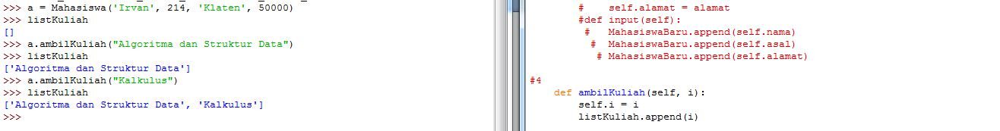 >>> a = Mahasiswa('Irvan', 214, 'Klaten', 50000)
>>> listKuliah
[]
>>> a.ambilKuliah("Algoritma dan Struktur Data")
>>> listKuliah
['Algoritma dan Struktur Data']
>>> a.ambilKuliah("Kalkulus")
>>> listKuliah
['Algoritma dan Struktur Data', 'Kalkulus']
>>>
#    self.alamat = alamat
#def input(self):
#   MahasiswaBaru.append(self.nama)
#  MahasiswaBaru.append(self.asal)
# MahasiswaBaru.append(self.alamat)
#4
def ambilKuliah(self, i):
self.i = i
listKuliah.append(i)